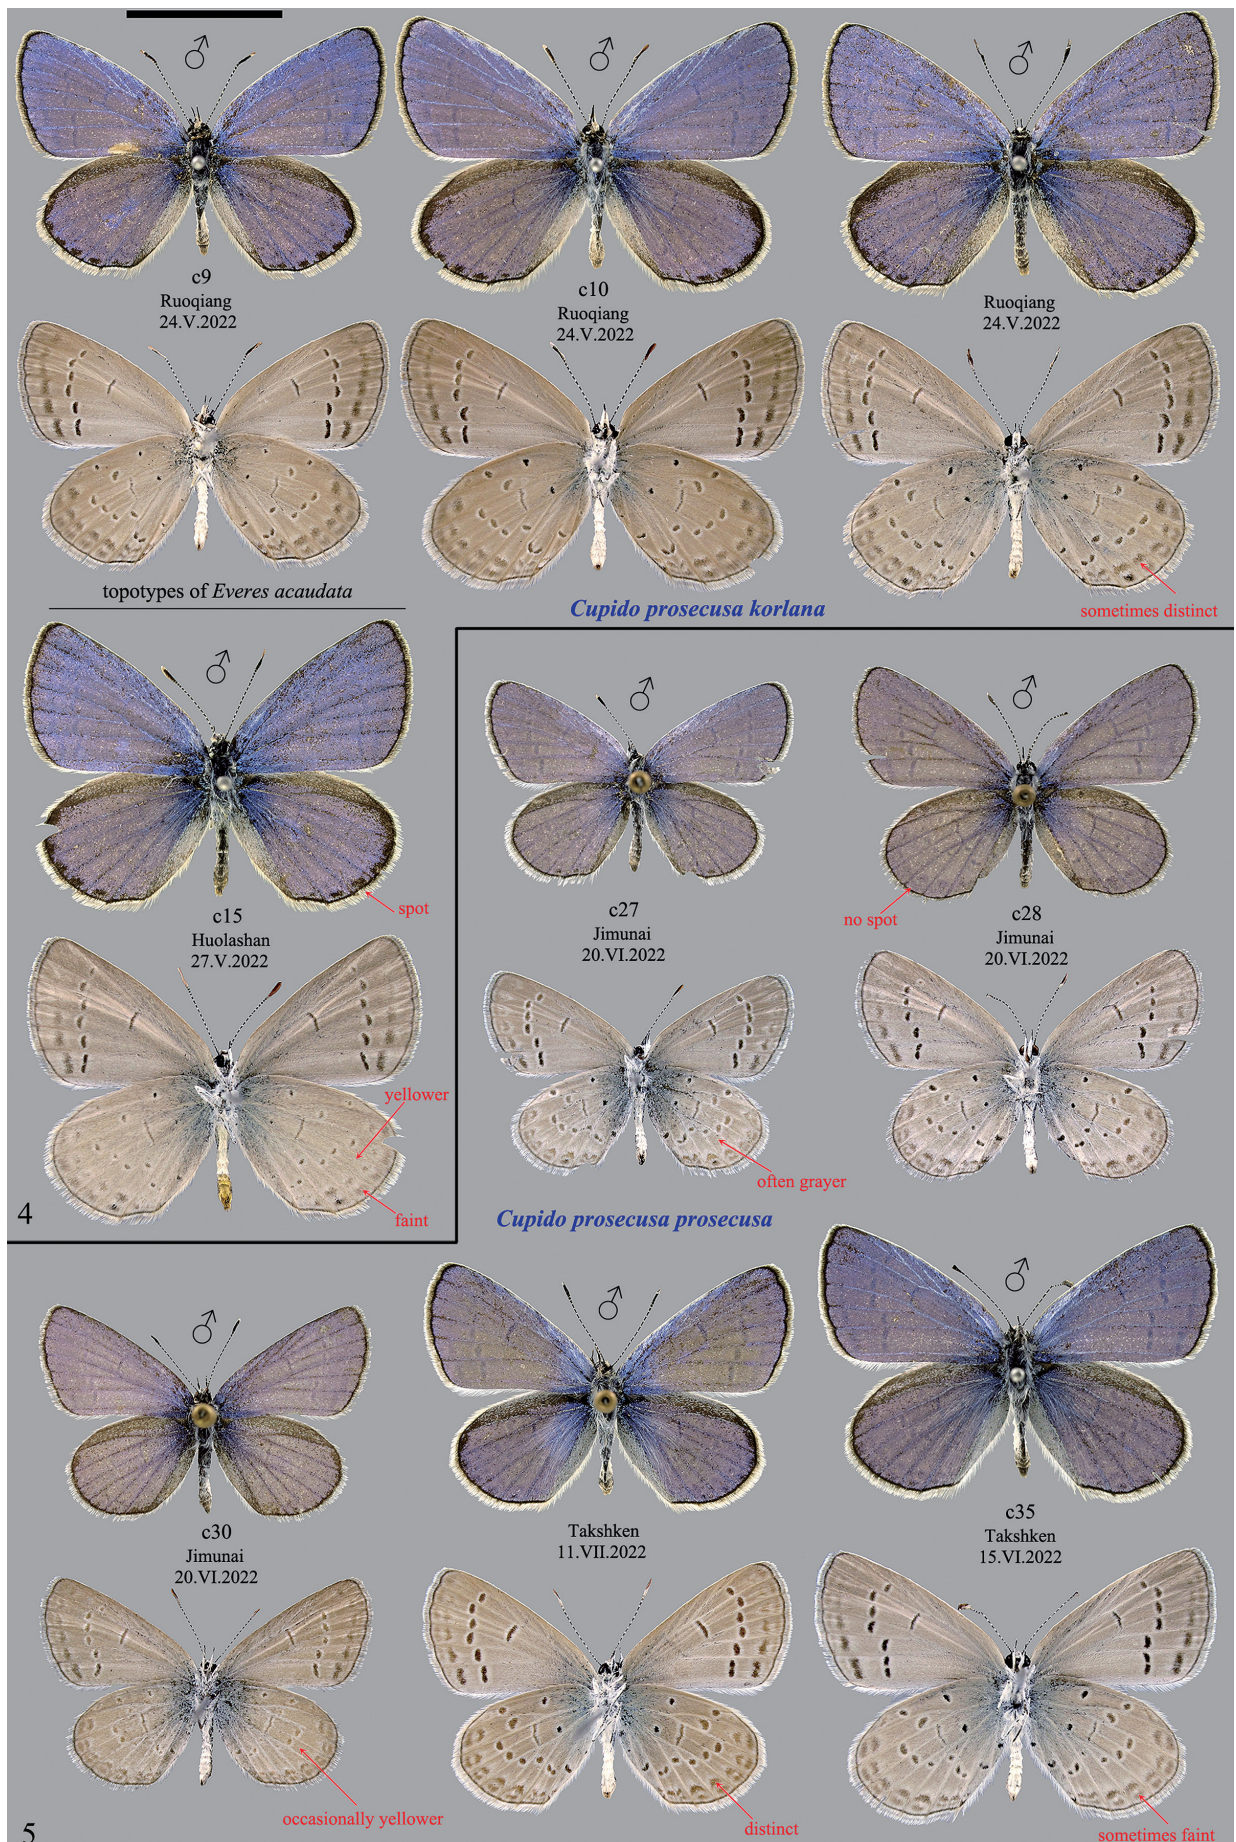 ♂
♂
♂
c9
Ruoqiang
24.V.2022
c10
Ruoqiang
24.V.2022
Ruoqiang
24.V.2022
topotypes of Everes acaudata
Cupido prosecusa korlana
sometimes distinct
♂
c15
Huolashan
27.V.2022
spot
yellower
faint
4
♂
c27
Jimunai
20.VI.2022
♂
no spot
c28
Jimunai
20.VI.2022
often grayer
Cupido prosecusa prosecusa
♂
c30
Jimunai
20.VI.2022
♂
Takshken
11.VII.2022
♂
c35
Takshken
15.VI.2022
occasionally yellower
distinct
sometimes faint
5